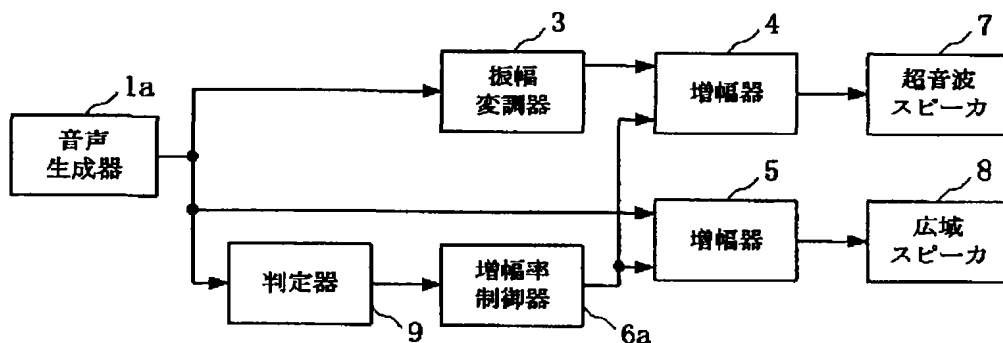 1a
音声
生成器
3
振幅
変調器
4
増幅器
7
超音波
スピーカ
5
増幅器
8
広域
スピーカ
判定器
9
増幅率
制御器
6a